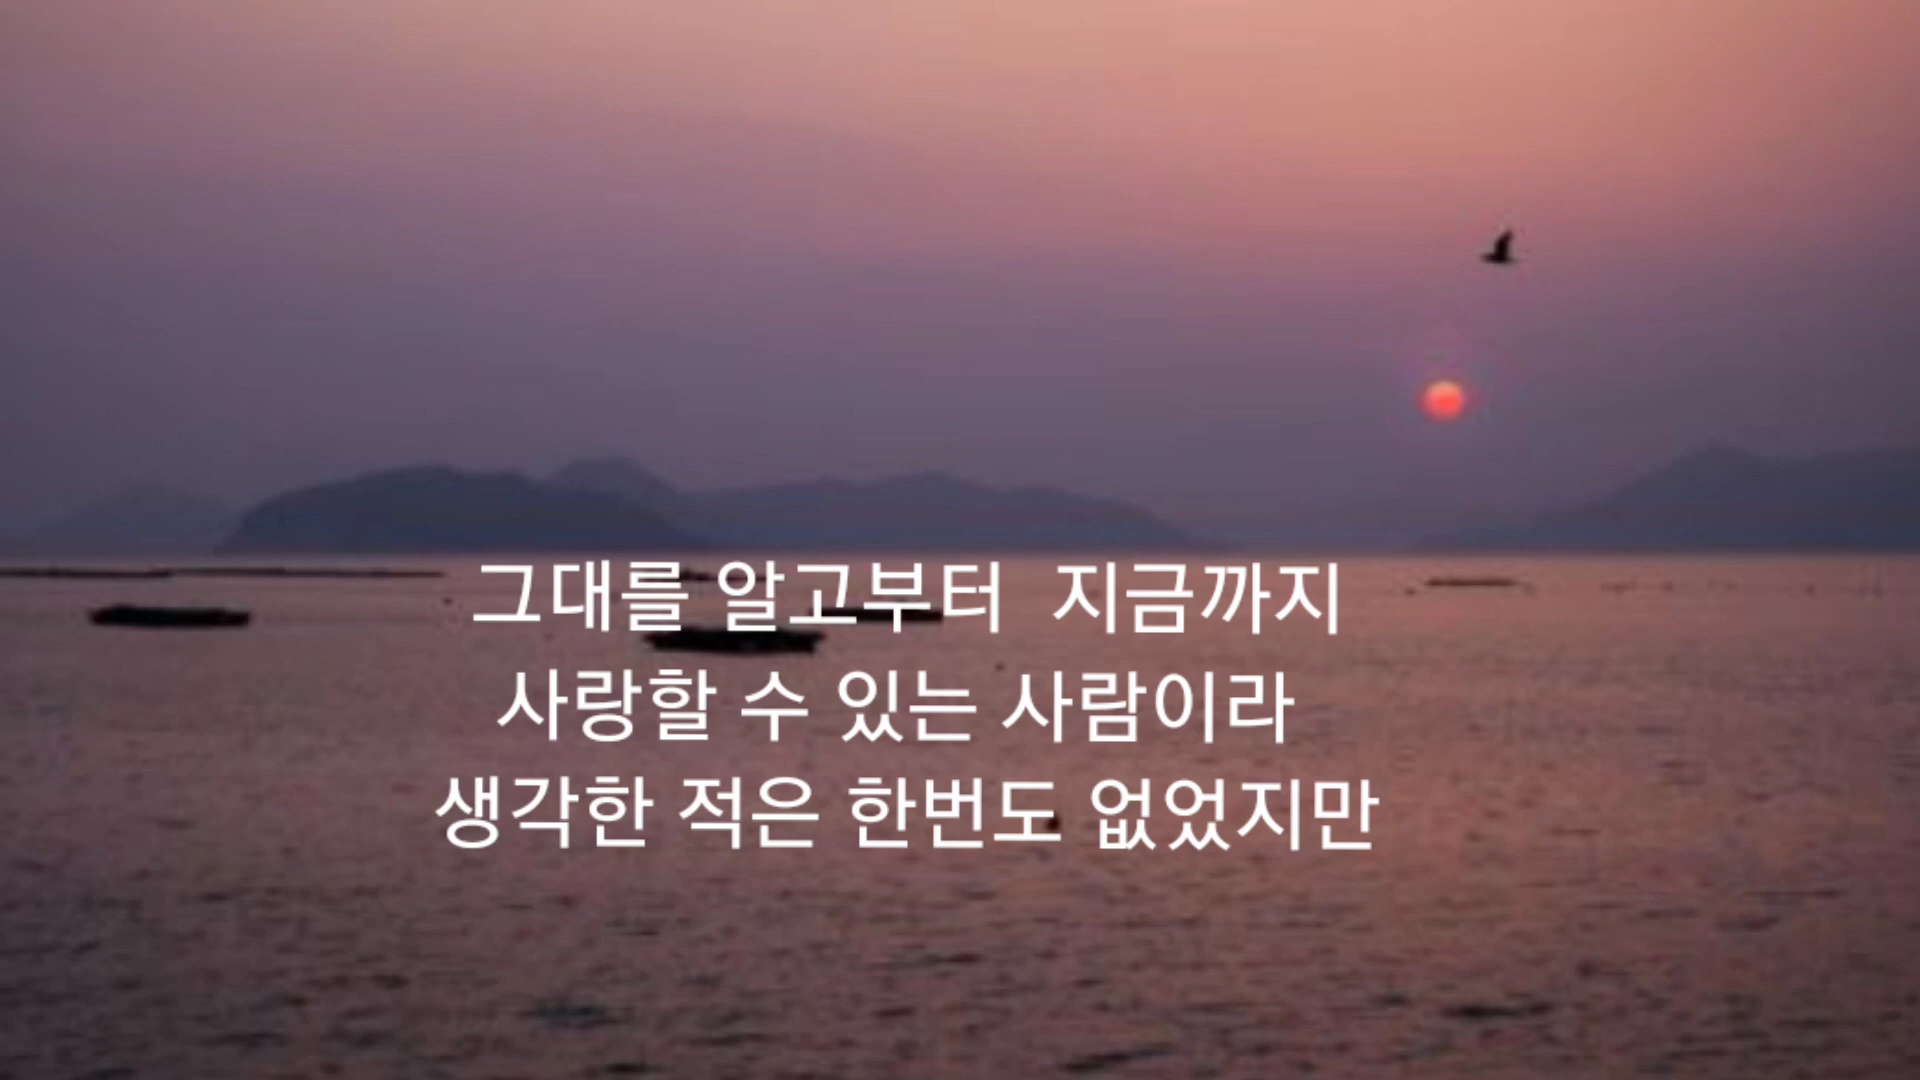 그대를 알고부터 지금까지
사랑할 수 있는 사람이라
생각한 적은 한번도 없었지만